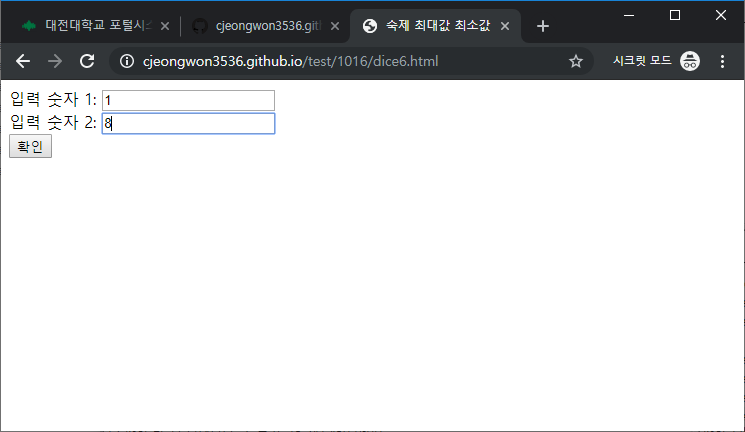 대전대학교 포털시스
cjeongwon3536.git
숙제 최대값 최소값
cjeongwon3536.github.io/test/1016/dice6.html
시크릿 모드
입력 숫자 1: 1
입력 숫자 2: 8
확인